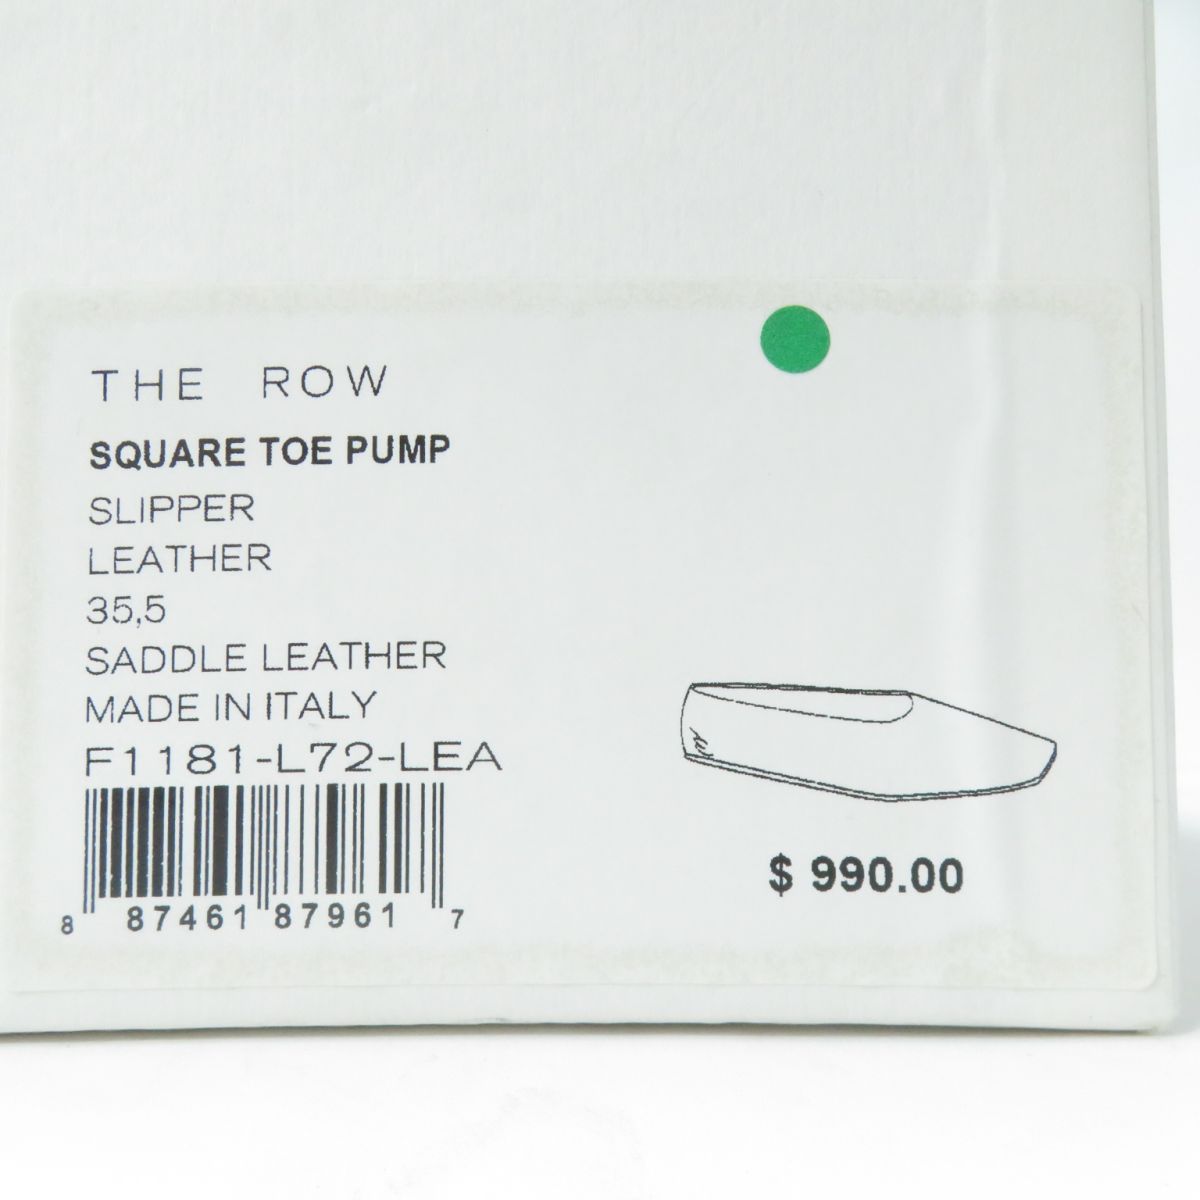 THE ROW
SQUARE TOE PUMP
SLIPPER
LEATHER
35,5
SADDLE LEATHER
MADE IN ITALY
F1181-L72-LEA
8 87461 87961 7
$ 990.00